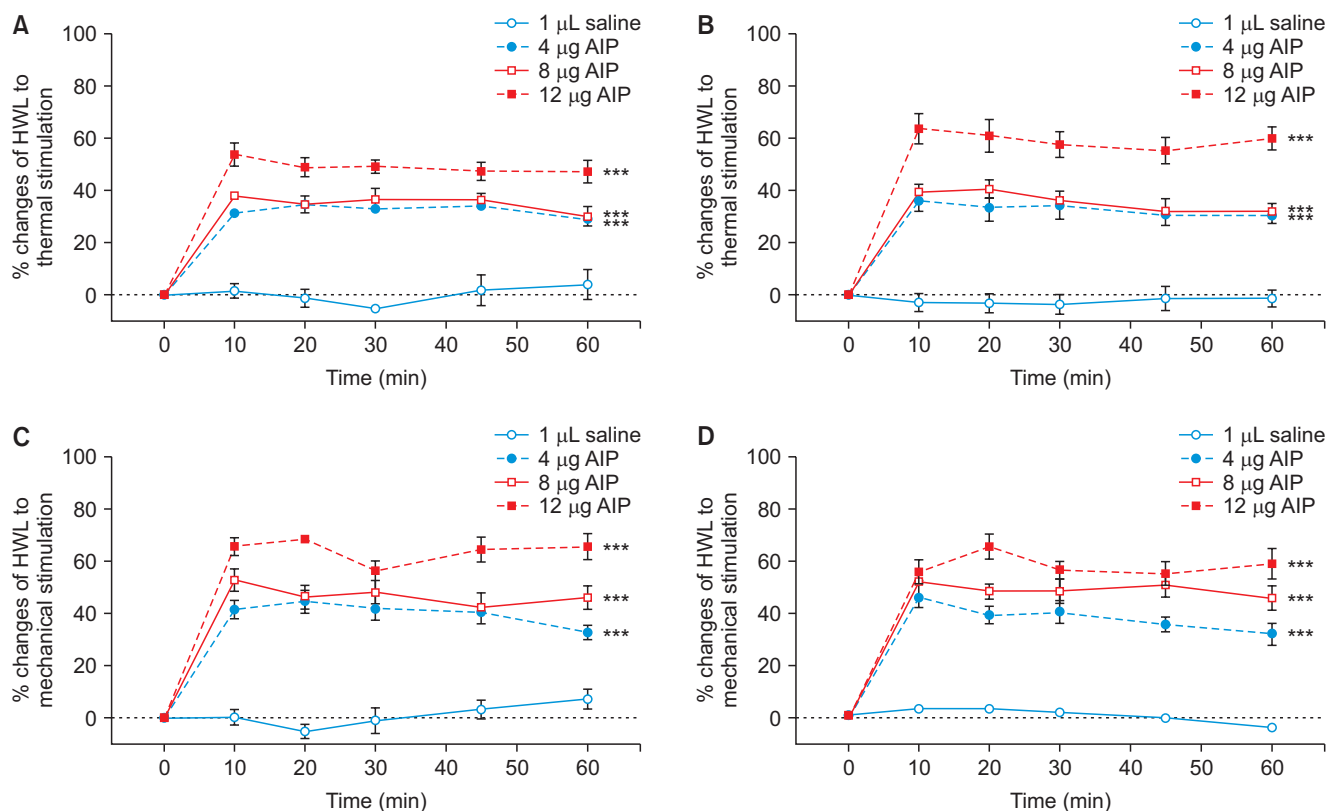 A
% changes of HWL to
thermal stimulation
100
80
60
40
20
0
1 μL saline
4 μg AIP
8 μg AIP
12 μg AIP
***
***
***
0 10 20 30 40 50 60
Time (min)
B
% changes of HWL to
thermal stimulation
100
80
60
40
20
0
1 μL saline
4 μg AIP
8 μg AIP
12 μg AIP
***
***
***
0 10 20 30 40 50 60
Time (min)
C
% changes of HWL to
mechanical stimulation
100
80
60
40
20
0
1 μL saline
4 μg AIP
8 μg AIP
12 μg AIP
***
***
***
0 10 20 30 40 50 60
Time (min)
D
% changes of HWL to
mechanical stimulation
100
80
60
40
20
0
1 μL saline
4 μg AIP
8 μg AIP
12 μg AIP
***
***
***
0 10 20 30 40 50 60
Time (min)